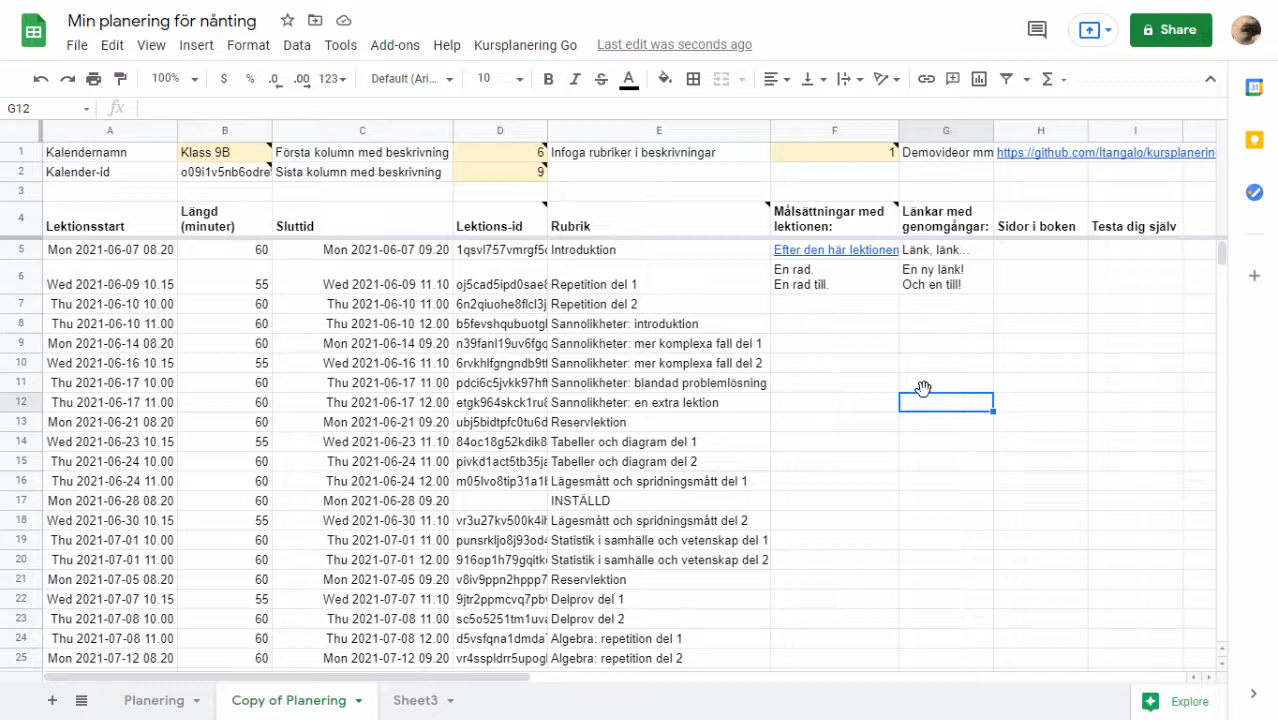 Min planering för nånting
File Edit View Insert Format Data Tools Add-ons Help Kursplanering Go Last edit was seconds ago
Share
100% $ % .0 .00 123 Default (Ari... 10 B I S A
G12 fx
A B C D E F G H I
1 Kalendernamn Klass 9B Första kolumn med beskrivning 6 Infoga rubriker i beskrivningar 1 Demovideor mm https://github.com/Itangalo/kursplanerin
2 Kalender-id o09i1v5nb6odre Sista kolumn med beskrivning 9
3
4 Lektionsstart Längd (minuter) Sluttid Lektions-id Rubrik Målsättningar med lektionen: Länkar med genomgångar: Sidor i boken Testa dig själv
5 Mon 2021-06-07 08.20 60 Mon 2021-06-07 09.20 1qsvl757vmrgf5 Introduktion Efter den här lektionen Länk, länk...
6 Wed 2021-06-09 10.15 55 Wed 2021-06-09 11.10 oj5cad5ipd0sae Repetition del 1 En rad. En rad till. En ny länk! Och en till!
7 Thu 2021-06-10 10.00 60 Thu 2021-06-10 11.00 6n2qiuohe8flcl3j Repetition del 2
8 Thu 2021-06-10 11.00 60 Thu 2021-06-10 12.00 b5fevshqubuotg Sannolikheter: introduktion
9 Mon 2021-06-14 08.20 60 Mon 2021-06-14 09.20 n39fanl19uv6fg Sannolikheter: mer komplexa fall del 1
10 Wed 2021-06-16 10.15 55 Wed 2021-06-16 11.10 6rvkhlfgngndb9t Sannolikheter: mer komplexa fall del 2
11 Thu 2021-06-17 10.00 60 Thu 2021-06-17 11.00 pdci6c5jvkk97hf Sannolikheter: blandad problemlösning
12 Thu 2021-06-17 11.00 60 Thu 2021-06-17 12.00 etgk964skck1ru Sannolikheter: en extra lektion
13 Mon 2021-06-21 08.20 60 Mon 2021-06-21 09.20 ubj5bidtpfc0tu6d Reservlektion
14 Wed 2021-06-23 10.15 55 Wed 2021-06-23 11.10 84oc18g52kdik8 Tabeller och diagram del 1
15 Thu 2021-06-24 10.00 60 Thu 2021-06-24 11.00 pivkd1act5tb35j Tabeller och diagram del 2
16 Thu 2021-06-24 11.00 60 Thu 2021-06-24 12.00 m05lvo8tip31a1 Lägesmått och spridningsmått del 1
17 Mon 2021-06-28 08.20 60 Mon 2021-06-28 09.20 INSTÄLLD
18 Wed 2021-06-30 10.15 55 Wed 2021-06-30 11.10 vr3u27kv500k4i Lägesmått och spridningsmått del 2
19 Thu 2021-07-01 10.00 60 Thu 2021-07-01 11.00 punsrkljo8j93od4 Statistik i samhälle och vetenskap del 1
20 Thu 2021-07-01 11.00 60 Thu 2021-07-01 12.00 916op1h79gqitk Statistik i samhälle och vetenskap del 2
21 Mon 2021-07-05 08.20 60 Mon 2021-07-05 09.20 v8iv9ppn2hppp7 Reservlektion
22 Wed 2021-07-07 10.15 55 Wed 2021-07-07 11.10 9jtr2ppmcvq7pb Delprov del 1
23 Thu 2021-07-08 10.00 60 Thu 2021-07-08 11.00 sc5o5251tm1uv Delprov del 2
24 Thu 2021-07-08 11.00 60 Thu 2021-07-08 12.00 d5vsfqna1dmda Algebra: repetition del 1
25 Mon 2021-07-12 08.20 60 Mon 2021-07-12 09.20 vr4sspldrr5upog Algebra: repetition del 2
Planering Copy of Planering Sheet3 Explore